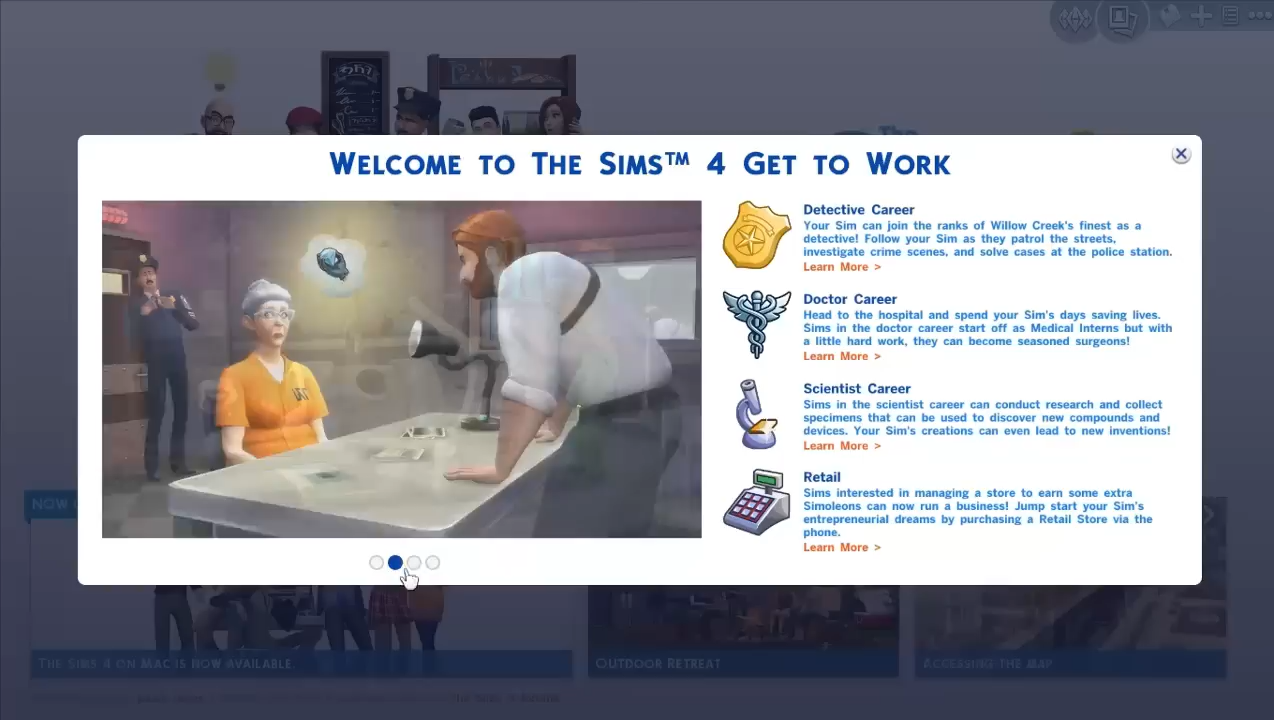 WELCOME TO THE SIMS™ 4 GET TO WORK
Detective Career
Your Sim can join the ranks of Willow Creek's finest as a
detective! Follow your Sim as they patrol the streets,
investigate crime scenes, and solve cases at the police station.
Learn More >
Doctor Career
Head to the hospital and spend your Sim's days saving lives.
Sims in the doctor career start off as Medical Interns but with
a little hard work, they can become seasoned surgeons!
Learn More >
Scientist Career
Sims in the scientist career can conduct research and collect
specimens that can be used to discover new compounds and
devices. Your Sim's creations can even lead to new inventions!
Learn More >
Retail
Sims interested in managing a store to earn some extra
Simoleons can now run a business! Jump start your Sim's
entrepreneurial dreams by purchasing a Retail Store via the
phone.
Learn More >
NOW
THE SIMS 4 ON MAC IS NOW AVAILABLE
OUTDOOR RETREAT
ACCESSING THE MAP